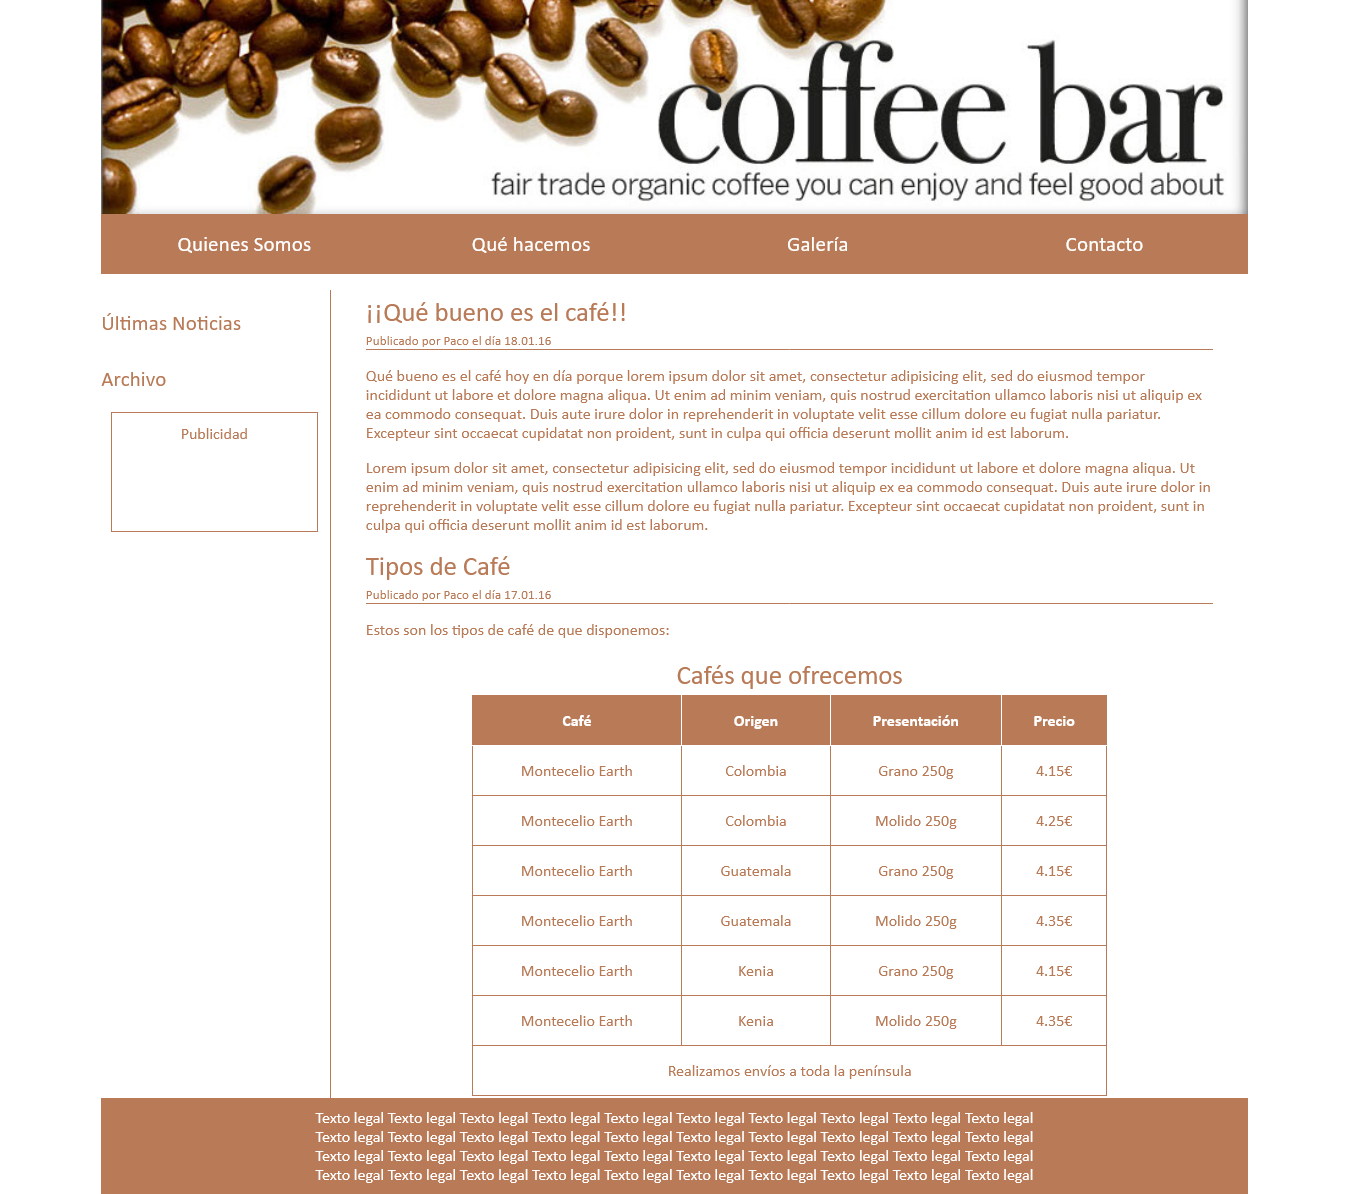 coffee bar
fair trade organic coffee you can enjoy and feel good about
Quienes Somos Qué hacemos Galería Contacto
Últimas Noticias
Archivo
Publicidad
¡¡Qué bueno es el café!!
Publicado por Paco el día 18.01.16
Qué bueno es el café hoy en día porque lorem ipsum dolor sit amet, consectetur adipisicing elit, sed do eiusmod tempor
incididunt ut labore et dolore magna aliqua. Ut enim ad minim veniam, quis nostrud exercitation ullamco laboris nisi ut aliquip ex
ea commodo consequat. Duis aute irure dolor in reprehenderit in voluptate velit esse cillum dolore eu fugiat nulla pariatur.
Excepteur sint occaecat cupidatat non proident, sunt in culpa qui officia deserunt mollit anim id est laborum.
Lorem ipsum dolor sit amet, consectetur adipisicing elit, sed do eiusmod tempor incididunt ut labore et dolore magna aliqua. Ut
enim ad minim veniam, quis nostrud exercitation ullamco laboris nisi ut aliquip ex ea commodo consequat. Duis aute irure dolor in
reprehenderit in voluptate velit esse cillum dolore eu fugiat nulla pariatur. Excepteur sint occaecat cupidatat non proident, sunt in
culpa qui officia deserunt mollit anim id est laborum.
Tipos de Café
Publicado por Paco el día 17.01.16
Estos son los tipos de café de que disponemos:
Cafés que ofrecemos
Café Origen Presentación Precio
Montecelio Earth Colombia Grano 250g 4.15€
Montecelio Earth Colombia Molido 250g 4.25€
Montecelio Earth Guatemala Grano 250g 4.15€
Montecelio Earth Guatemala Molido 250g 4.35€
Montecelio Earth Kenia Grano 250g 4.15€
Montecelio Earth Kenia Molido 250g 4.35€
Realizamos envíos a toda la península
Texto legal Texto legal Texto legal Texto legal Texto legal Texto legal Texto legal Texto legal Texto legal Texto legal
Texto legal Texto legal Texto legal Texto legal Texto legal Texto legal Texto legal Texto legal Texto legal Texto legal
Texto legal Texto legal Texto legal Texto legal Texto legal Texto legal Texto legal Texto legal Texto legal Texto legal
Texto legal Texto legal Texto legal Texto legal Texto legal Texto legal Texto legal Texto legal Texto legal Texto legal